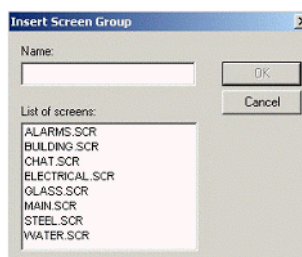 Insert Screen Group
Name:
OK
Cancel
List of screens:
ALARMS.SCR
BUILDING.SCR
CHAT.SCR
ELECTRICAL.SCR
GLASS.SCR
MAIN.SCR
STEEL.SCR
WATER.SCR